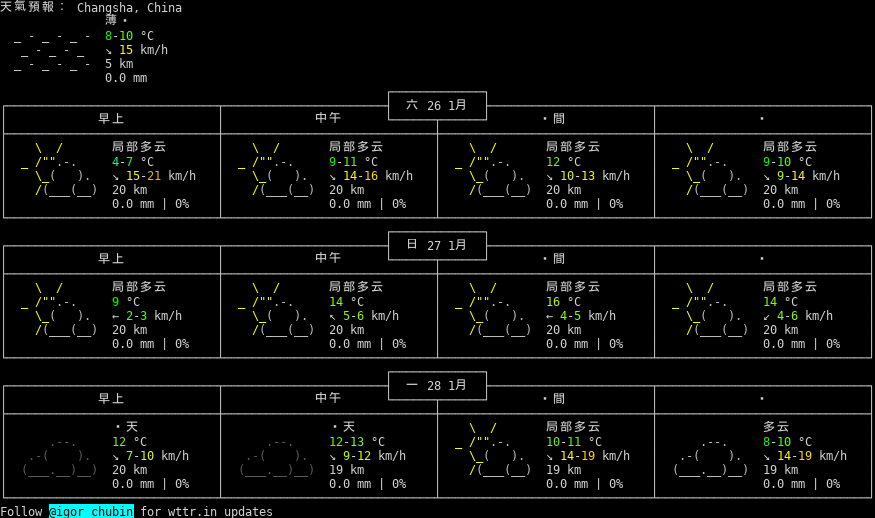 天氣預報： Changsha, China
薄・
8-10 °C
↘ 15 km/h
5 km
0.0 mm
六 26 1月
早上 中午 ・間 ・
局部多云 局部多云 局部多云 局部多云
4-7 °C 9-11 °C 12 °C 9-10 °C
↘ 15-21 km/h ↘ 14-16 km/h ↘ 10-13 km/h ↘ 9-14 km/h
20 km 20 km 20 km 20 km
0.0 mm | 0% 0.0 mm | 0% 0.0 mm | 0% 0.0 mm | 0%
日 27 1月
早上 中午 ・間 ・
局部多云 局部多云 局部多云 局部多云
9 °C 14 °C 16 °C 14 °C
← 2-3 km/h ↖ 5-6 km/h ← 4-5 km/h ↙ 4-6 km/h
20 km 20 km 20 km 20 km
0.0 mm | 0% 0.0 mm | 0% 0.0 mm | 0% 0.0 mm | 0%
一 28 1月
早上 中午 ・間 ・
・天 ・天 局部多云 多云
12 °C 12-13 °C 10-11 °C 8-10 °C
↘ 7-10 km/h ↘ 9-12 km/h ↘ 14-19 km/h ↘ 14-19 km/h
20 km 19 km 19 km 19 km
0.0 mm | 0% 0.0 mm | 0% 0.0 mm | 0% 0.0 mm | 0%
Follow @igor_chubin for wttr.in updates